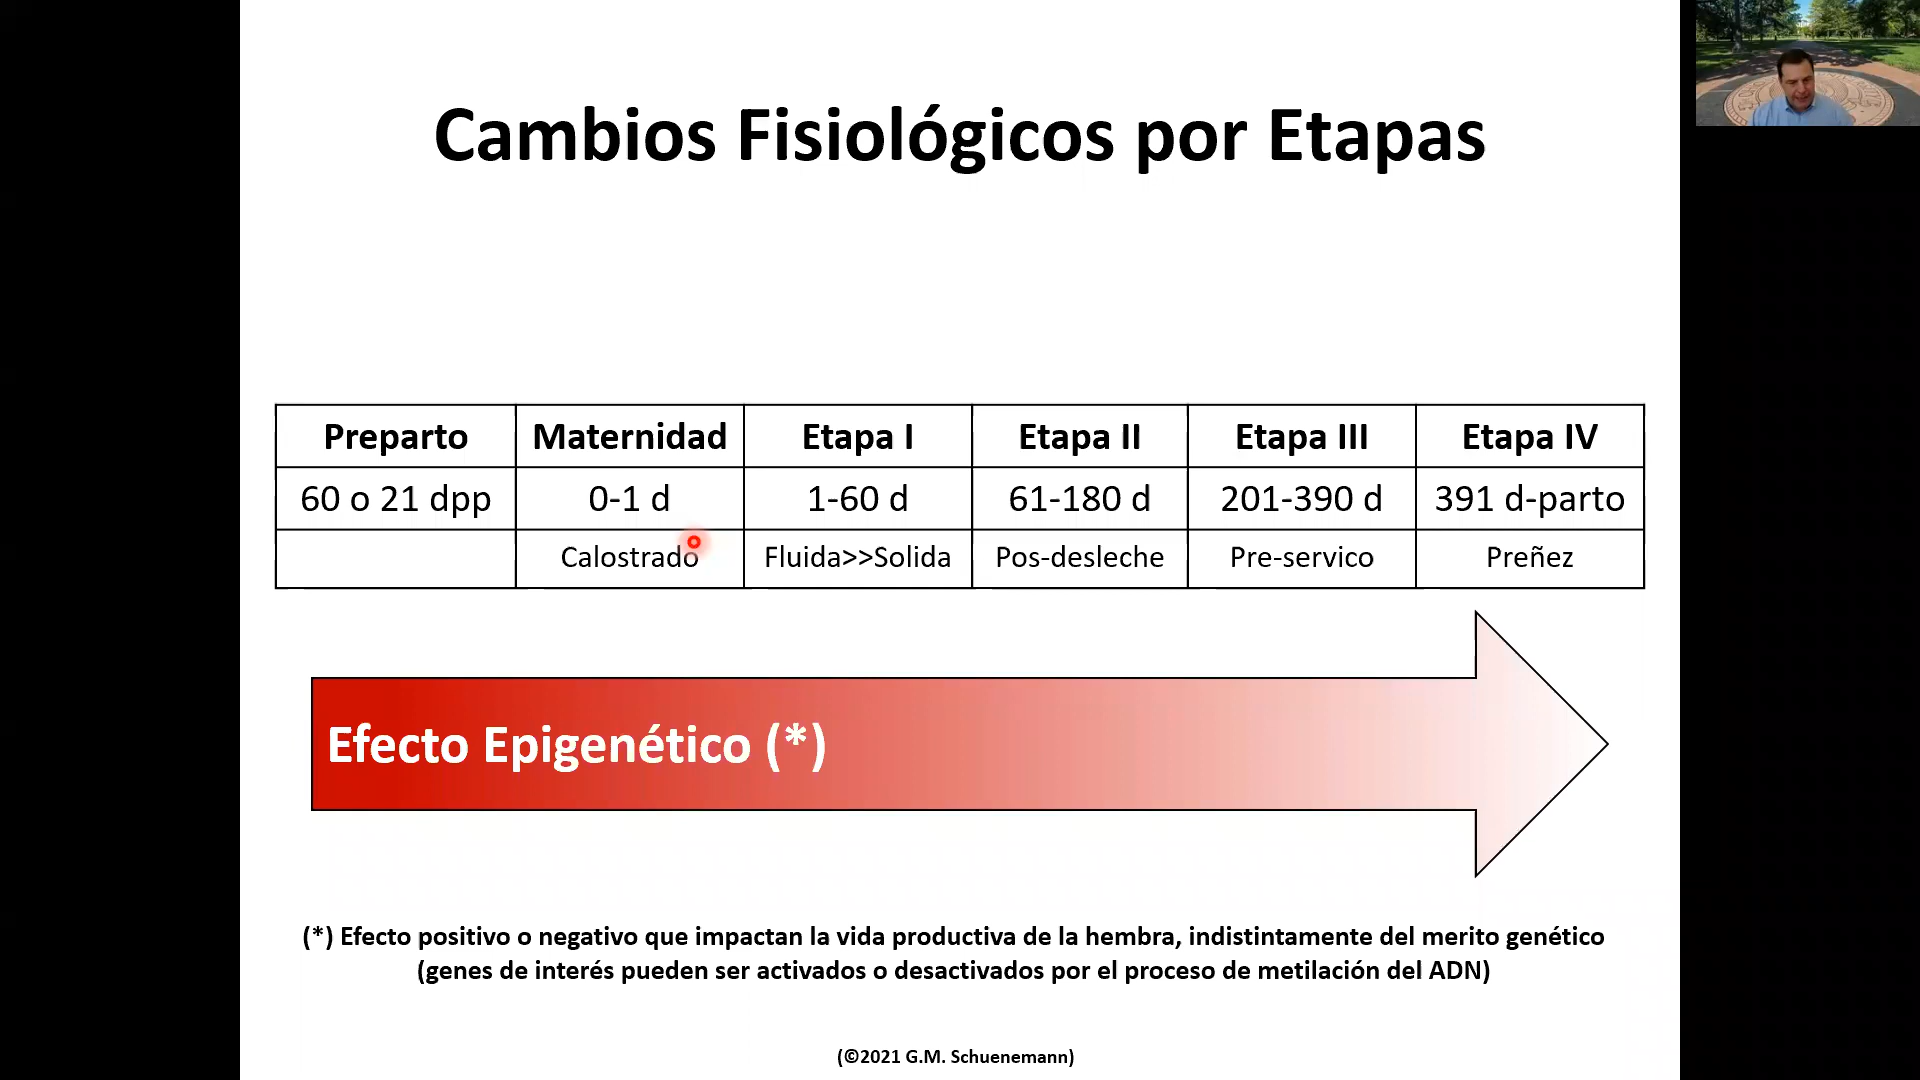 Cambios Fisiológicos por Etapas
Preparto Maternidad Etapa I Etapa II Etapa III Etapa IV
60 o 21 dpp 0-1 d 1-60 d 61-180 d 201-390 d 391 d-parto
Calostrado Fluida>>Solida Pos-desleche Pre-servico Preñez
Efecto Epigenético (*)
(*) Efecto positivo o negativo que impactan la vida productiva de la hembra, indistintamente del merito genético
(genes de interés pueden ser activados o desactivados por el proceso de metilación del ADN)
(©2021 G.M. Schuenemann)